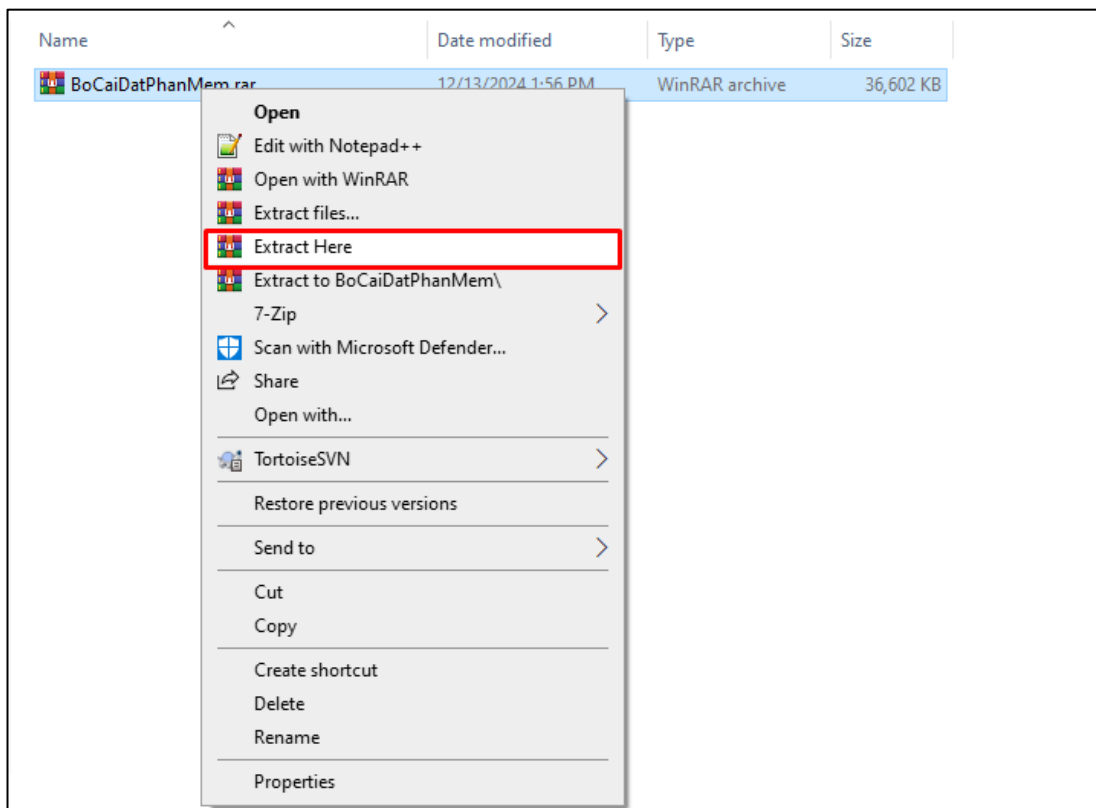 Name Date modified Type Size
BoCaiDatPhanMem.rar 12/13/2024 1:56 PM WinRAR archive 36,602 KB
Open
Edit with Notepad++
Open with WinRAR
Extract files...
Extract Here
Extract to BoCaiDatPhanMem\
7-Zip
Scan with Microsoft Defender...
Share
Open with...
TortoiseSVN
Restore previous versions
Send to
Cut
Copy
Create shortcut
Delete
Rename
Properties